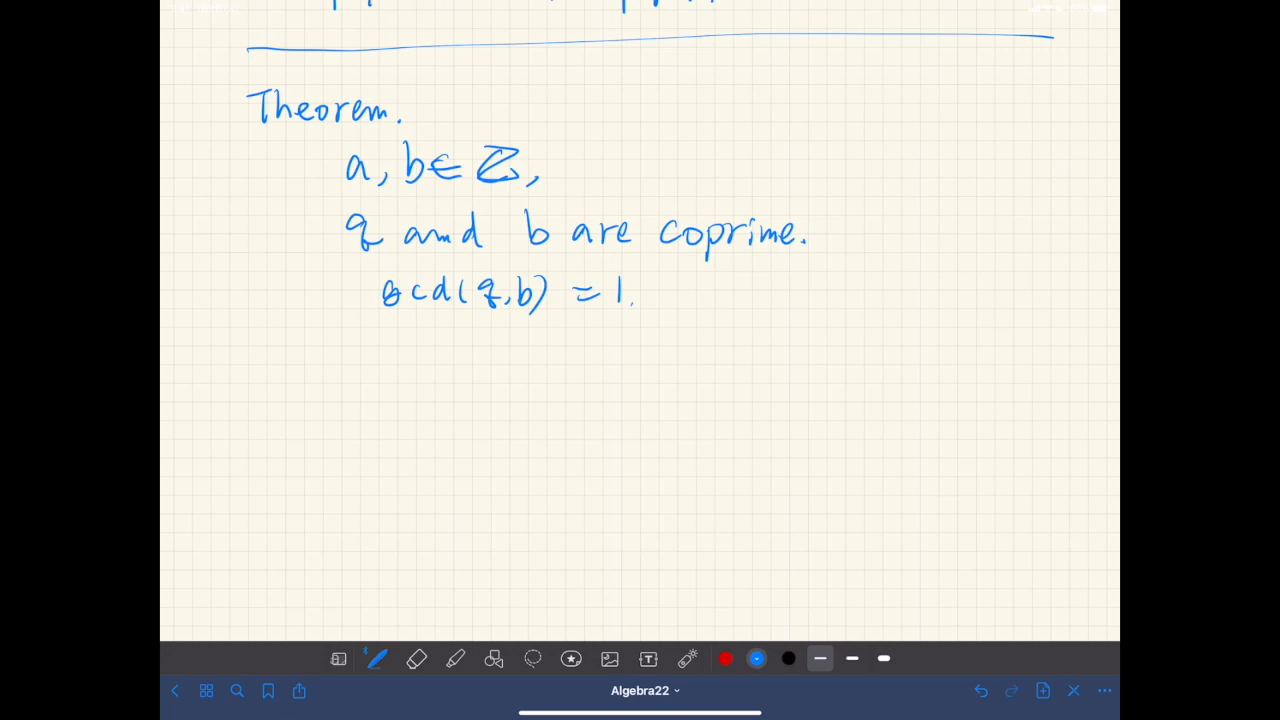 Theorem.
a, b ∈ ℤ,
q and b are coprime.
gcd(q,b) = 1.
Algebra22